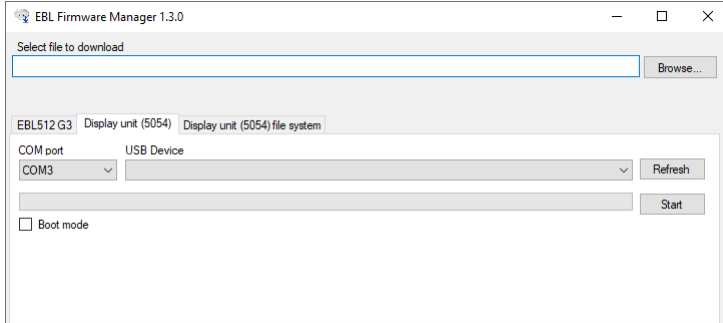 EBL Firmware Manager 1.3.0
Select file to download
Browse...
EBL512 G3 Display unit (5054) Display unit (5054) file system
COM port USB Device
COM3 Refresh
Start
Boot mode